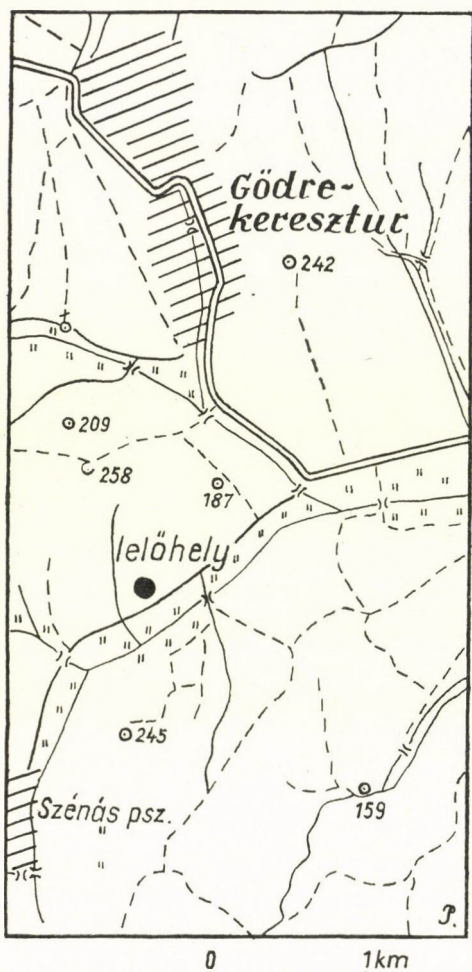 Gödre-
keresztur
242
209
258
187
lelőhely
245
Szénás psz.
159
P.
0 1km